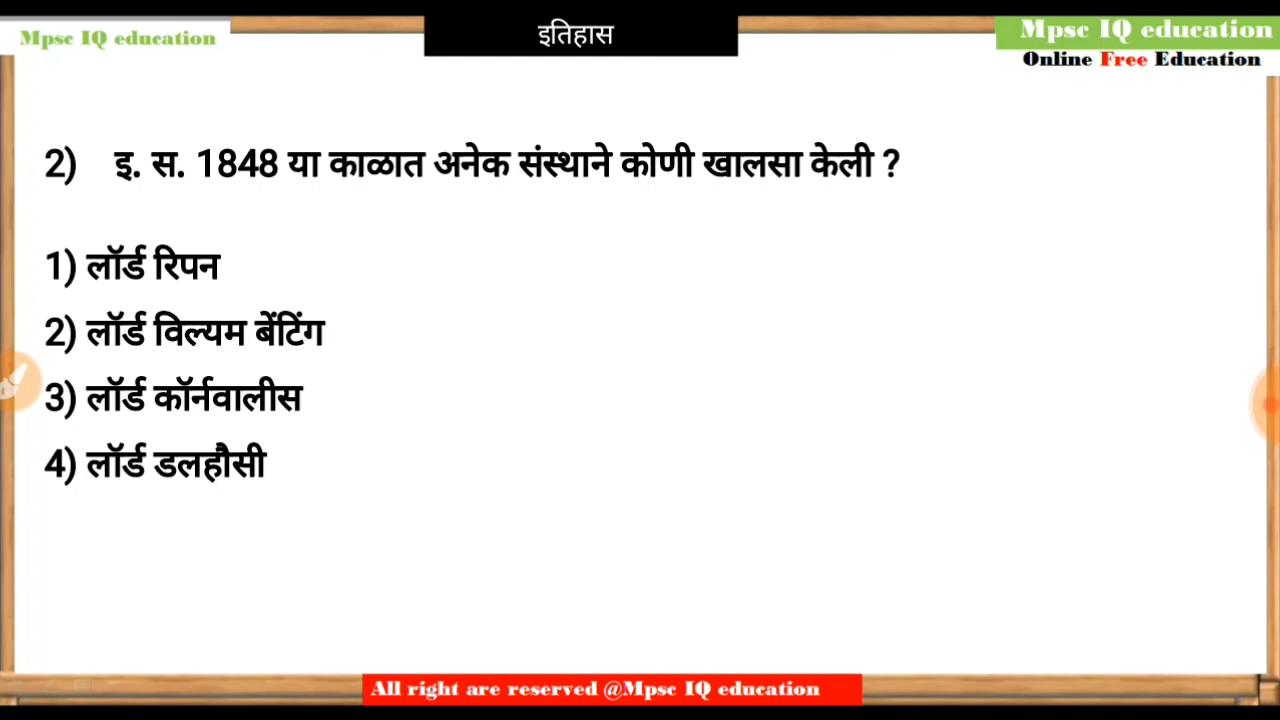 Mpsc IQ education
इतिहास
Mpsc IQ education
Online Free Education
2) इ. स. 1848 या काळात अनेक संस्थाने कोणी खालसा केली ?
1) लॉर्ड रिपन
2) लॉर्ड विल्यम बेंटिंग
3) लॉर्ड कॉर्नवालीस
4) लॉर्ड डलहौसी
All right are reserved @Mpsc IQ education